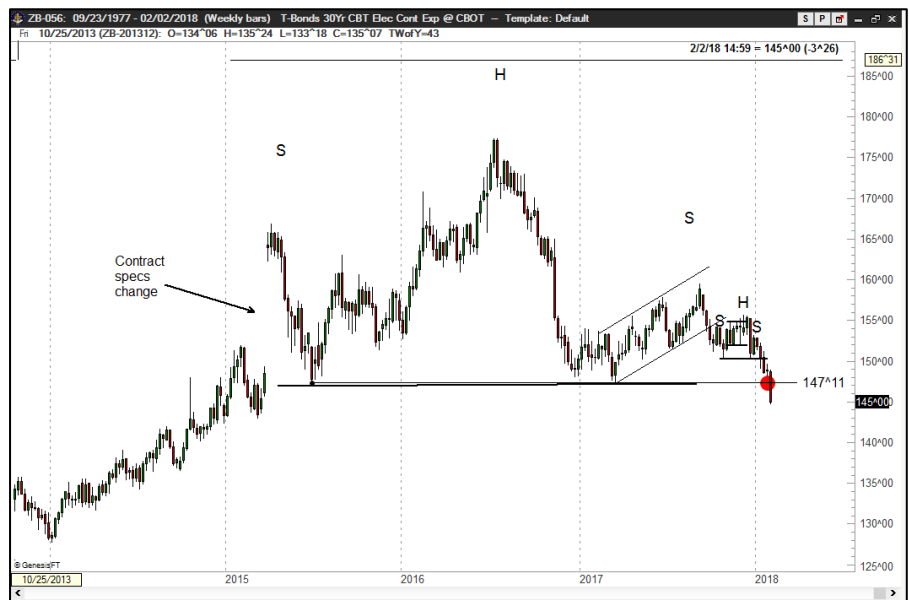 ZB-056: 09/23/1977 - 02/02/2018 (Weekly bars) T-Bonds 30Yr CBT Elec Cont Exp @ CBOT – Template: Default
S P
Fri 10/25/2013 (ZB-201312) O=134^06 H=135^24 L=133^18 C=135^07 TWofY=43
2/2/18 14:59 = 145^00 (-3^26)
186^31
H
185^00
180^00
S
175^00
170^00
S
165^00
Contract
specs
change
160^00
H
S
S
155^00
150^00
147^11
145^00
140^00
135^00
130^00
125^00
© GenesisFT
10/25/2013
2015
2016
2017
2018